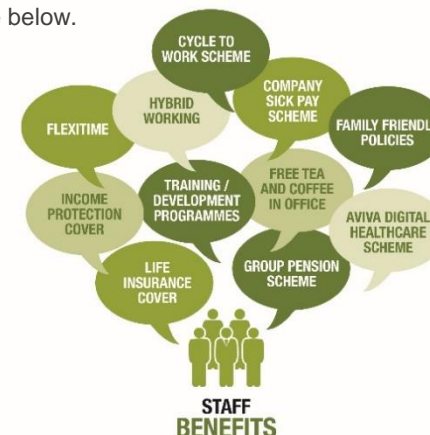 below.
CYCLE TO
WORK SCHEME
HYBRID
WORKING
COMPANY
SICK PAY
SCHEME
FLEXITIME
FAMILY FRIENDLY
POLICIES
INCOME
PROTECTION
COVER
TRAINING /
DEVELOPMENT
PROGRAMMES
FREE TEA
AND COFFEE
IN OFFICE
AVIVA DIGITAL
HEALTHCARE
SCHEME
LIFE
INSURANCE
COVER
GROUP PENSION
SCHEME
STAFF
BENEFITS